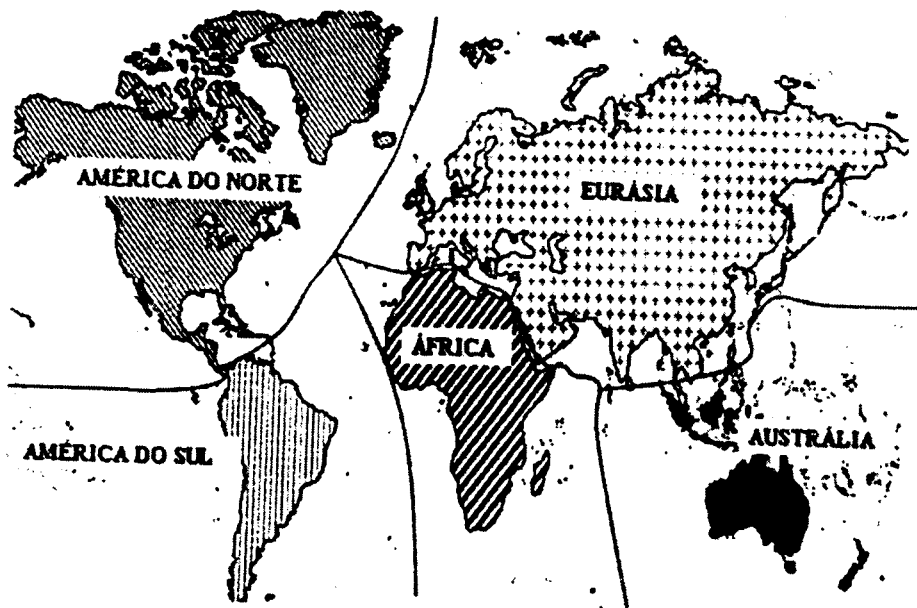 AMÉRICA DO NORTE
EURÁSIA
ÁFRICA
AMÉRICA DO SUL
AUSTRÁLIA